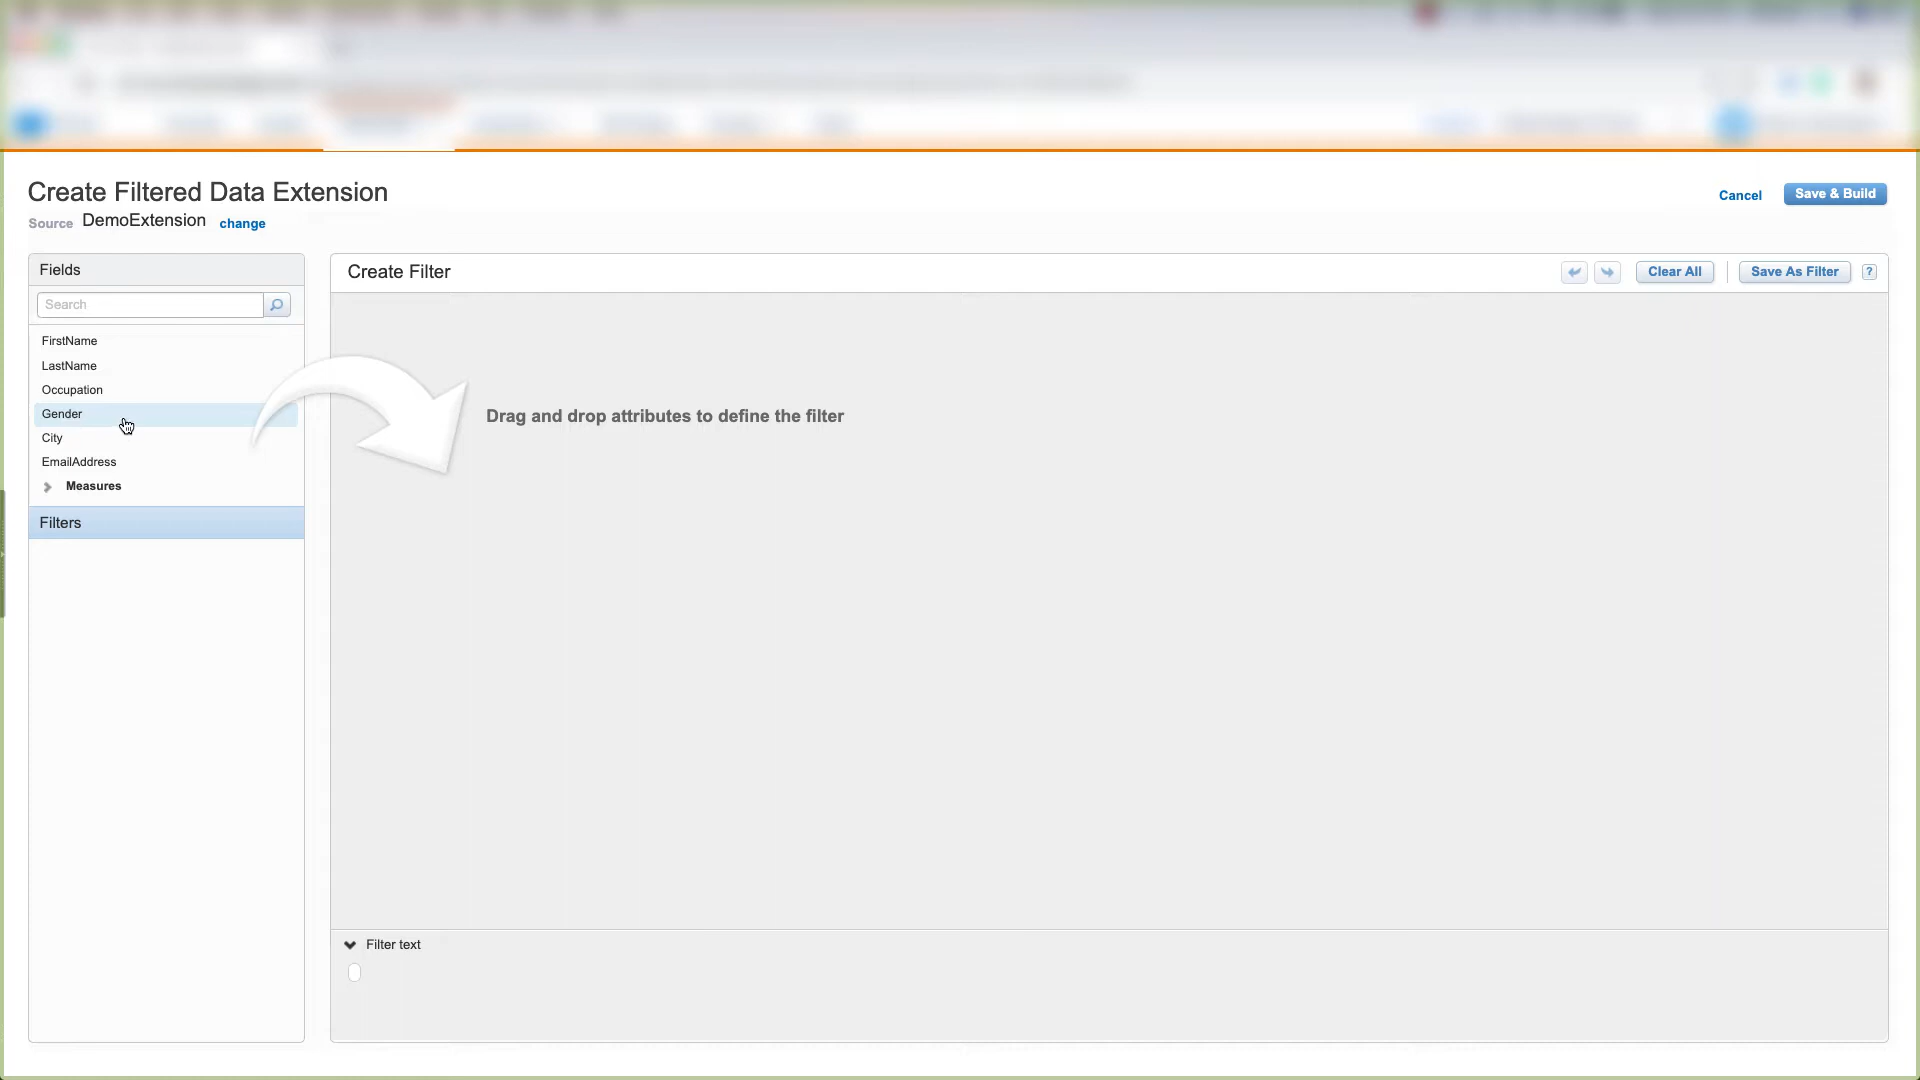 Create Filtered Data Extension
Cancel
Save & Build
Source DemoExtension change
Fields
Search
FirstName
LastName
Occupation
Gender
City
EmailAddress
Measures
Filters
Create Filter
Clear All
Save As Filter
?
Drag and drop attributes to define the filter
Filter text